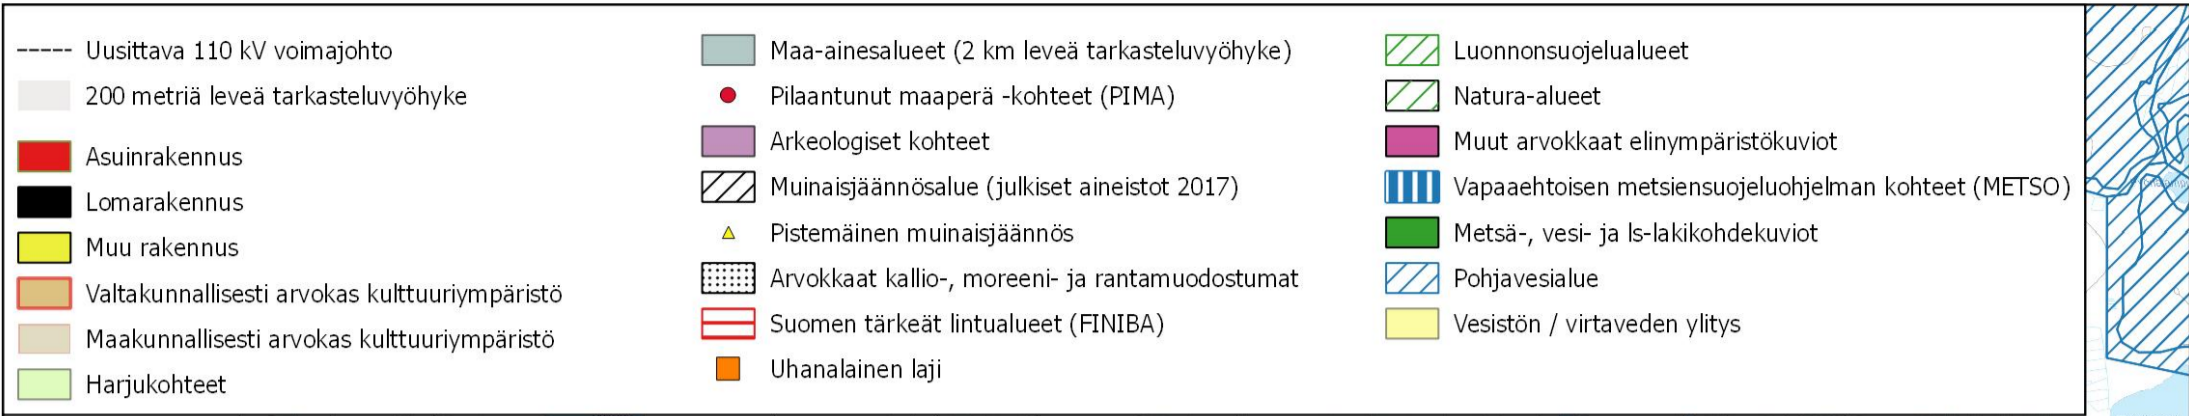 Uusittava 110 kV voimajohto
200 metriä leveä tarkasteluvyöhyke
Asuinrakennus
Lomarakennus
Muu rakennus
Valtakunnallisesti arvokas kulttuuriympäristö
Maakunnallisesti arvokas kulttuuriympäristö
Harjukohteet
Maa-ainesalueet (2 km leveä tarkasteluvyöhyke)
Pilaantunut maaperä -kohteet (PIMA)
Arkeologiset kohteet
Muinaisjäännösalue (julkiset aineistot 2017)
Pistemäinen muinaisjäännös
Arvokkaat kallio-, moreeni- ja rantamuodostumat
Suomen tärkeät lintualueet (FINIBA)
Uhanalainen laji
Luonnonsuojelualueet
Natura-alueet
Muut arvokkaat elinympäristökuviot
Vapaaehtoisen metsiensuojeluohjelman kohteet (METSO)
Metsä-, vesi- ja ls-lakikohdekuviot
Pohjavesialue
Vesistön / virtaveden ylitys